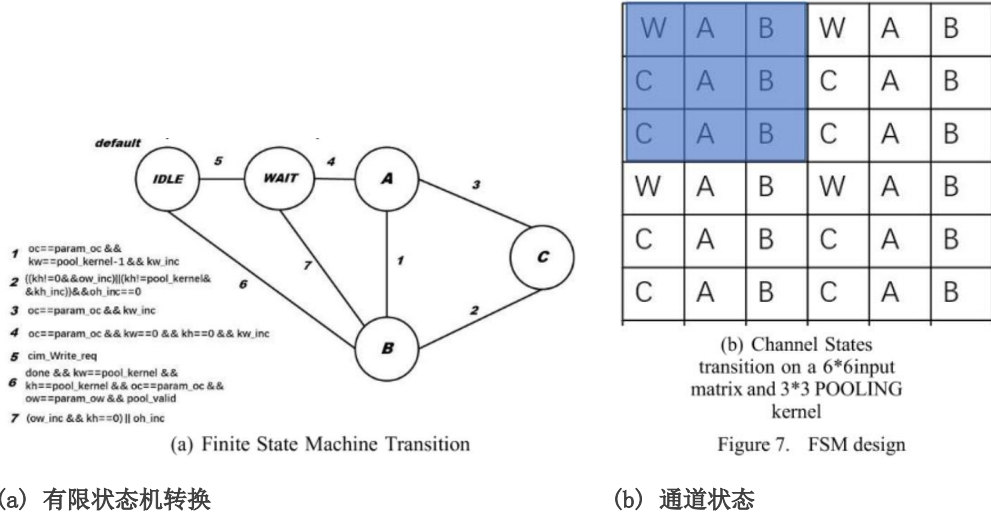 default
IDLE
5
WAIT
4
A
3
C
7
1
6
2
B
1 oc==param_oc &&
kw==pool_kernel-1 && kw_inc
2 ((kh!=0&&ow_inc)||(kh!=pool_kernel&
&kh_inc))&&oh_inc==0
3 oc==param_oc && kw_inc
4 oc==param_oc && kw==0 && kh==0 && kw_inc
5 cim_Write_req
6 done && kw==pool_kernel &&
kh==pool_kernel && oc==param_oc &&
ow==param_ow && pool_valid
7 (ow_inc && kh==0)|| oh_inc
(a) Finite State Machine Transition
W A B W A B
C A B C A B
C A B C A B
W A B W A B
C A B C A B
C A B C A B
(b) Channel States
transition on a 6*6input
matrix and 3*3 POOLING
kernel
Figure 7. FSM design
(a) 有限状态机转换
(b) 通道状态